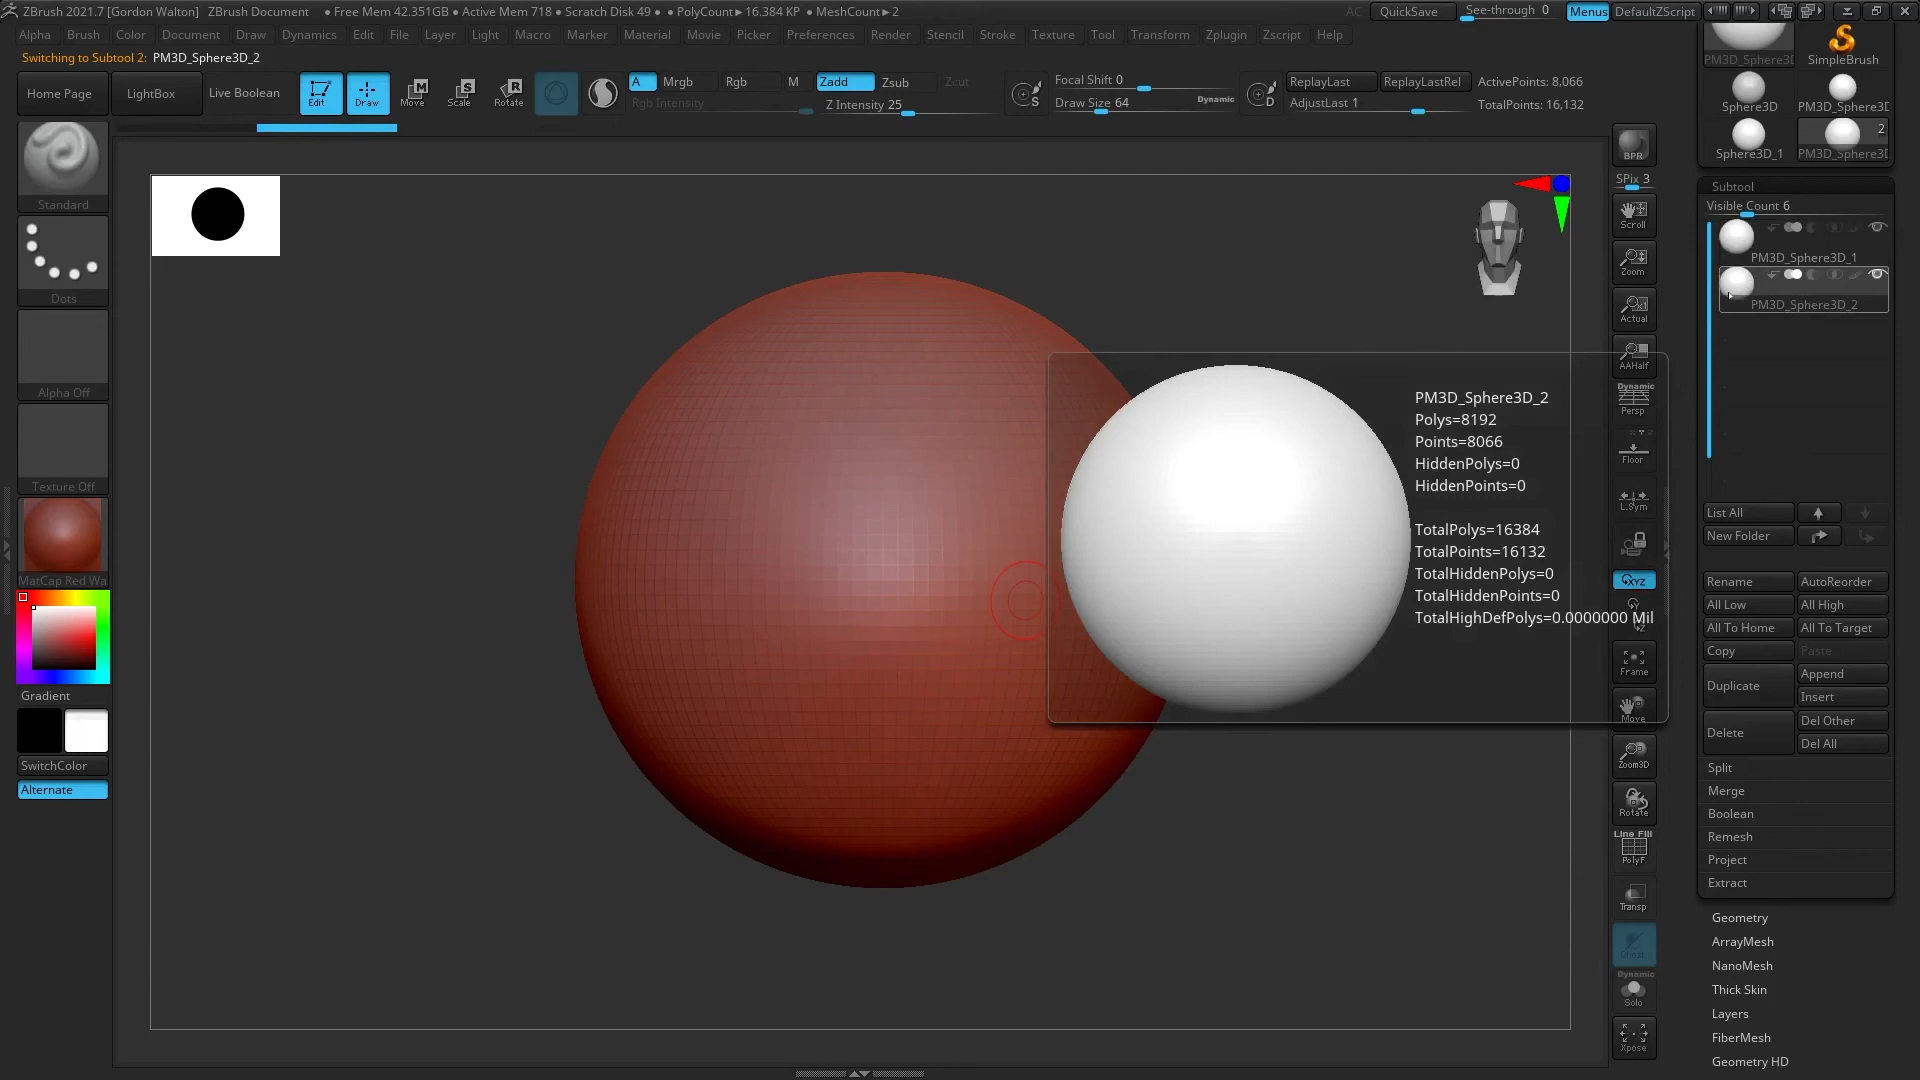 ZBrush 2021.7 [Gordon Walton] ZBrush Document • Free Mem 42.351GB • Active Mem 718 • Scratch Disk 49 • • PolyCount► 16.384 KP • MeshCount► 2
AC QuickSave See-through 0 Menus DefaultZScript
Alpha Brush Color Document Draw Dynamics Edit File Layer Light Macro Marker Material Movie Picker Preferences Render Stencil Stroke Texture Tool Transform Zplugin Zscript Help
Switching to Subtool 2: PM3D_Sphere3D_2
Home Page LightBox Live Boolean Edit Draw Move Scale Rotate
A Mrgb Rgb M Zadd Zsub Zcut
Rgb Intensity Z Intensity 25
Focal Shift 0
Draw Size 64 Dynamic
ReplayLast ReplayLastRel ActivePoints: 8,066
AdjustLast 1 TotalPoints: 16,132
Standard
Dots
Alpha Off
Texture Off
MatCap Red Wa
Gradient
SwitchColor
Alternate
PM3D_Sphere3D_2
Polys=8192
Points=8066
HiddenPolys=0
HiddenPoints=0
TotalPolys=16384
TotalPoints=16132
TotalHiddenPolys=0
TotalHiddenPoints=0
TotalHighDefPolys=0.0000000 Mil
BPR
SPix 3
Scroll
Zoom
Actual
AAHalf
Dynamic
Persp
Floor
L.Sym
XYZ
Frame
Move
Zoom3D
Rotate
Line Fill
PolyF
Transp
Ghost
Dynamic
Solo
Xpose
PM3D_Sphere3D SimpleBrush
Sphere3D PM3D_Sphere3D
2
Sphere3D_1 PM3D_Sphere3D
Subtool
Visible Count 6
PM3D_Sphere3D_1
PM3D_Sphere3D_2
List All
New Folder
Rename AutoReorder
All Low All High
All To Home All To Target
Copy Paste
Duplicate Append
Insert
Delete Del Other
Del All
Split
Merge
Boolean
Remesh
Project
Extract
Geometry
ArrayMesh
NanoMesh
Thick Skin
Layers
FiberMesh
Geometry HD